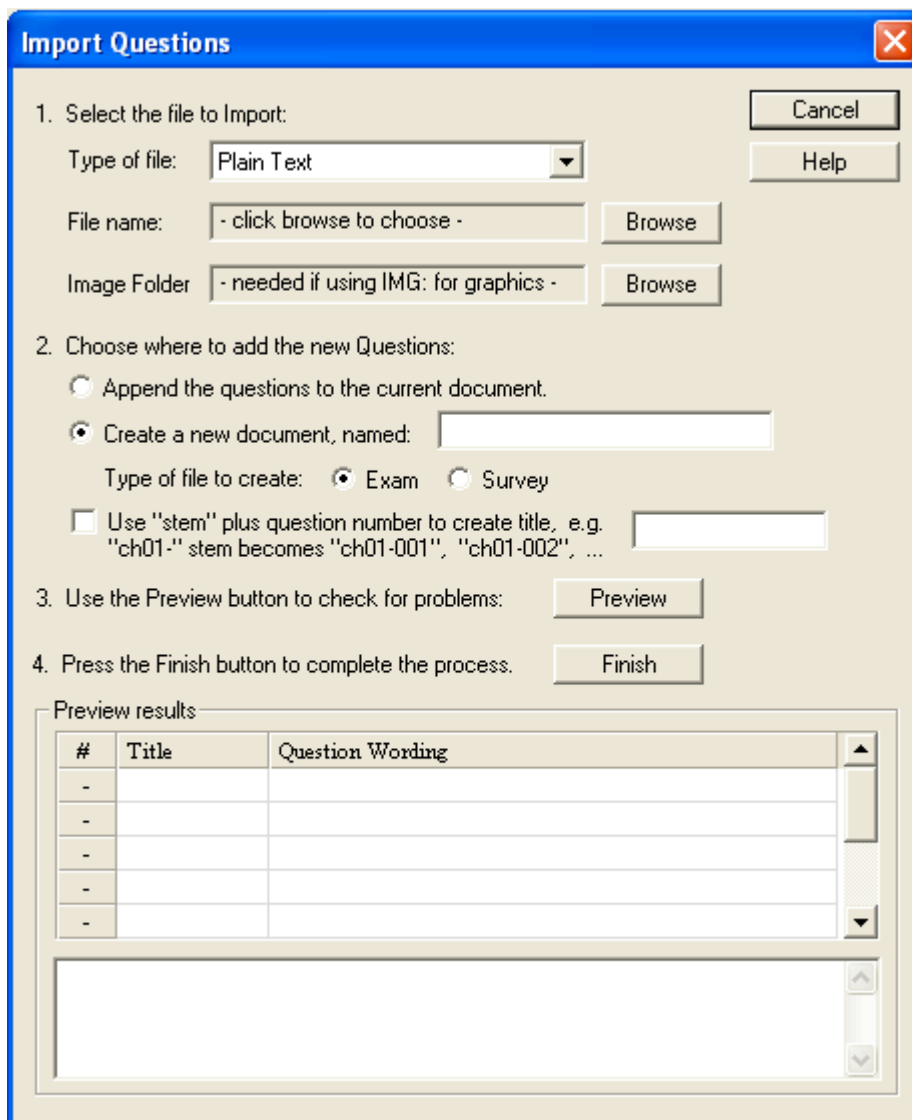 Import Questions
1. Select the file to Import:
Cancel
Type of file:
Plain Text
Help
File name:
- click browse to choose -
Browse
Image Folder
- needed if using IMG: for graphics -
Browse
2. Choose where to add the new Questions:
Append the questions to the current document.
Create a new document, named:
Type of file to create:
Exam
Survey
Use "stem" plus question number to create title, e.g.
"ch01-" stem becomes "ch01-001", "ch01-002", ...
3. Use the Preview button to check for problems:
Preview
4. Press the Finish button to complete the process.
Finish
Preview results
# Title Question Wording
-
-
-
-
-